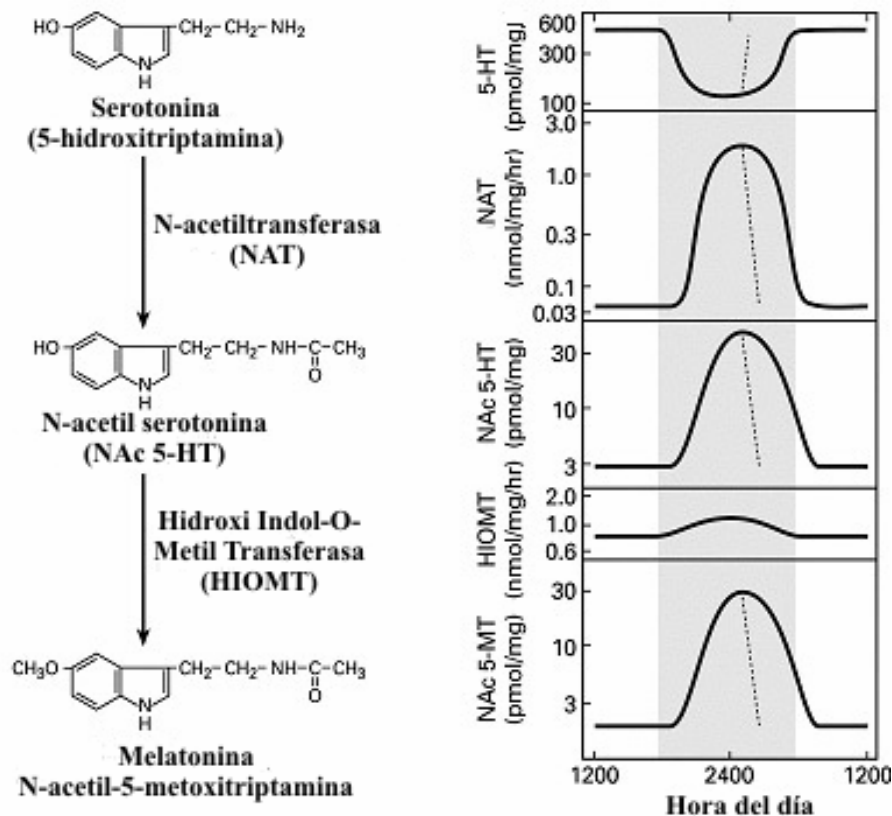 HO
CH₂–CH₂–NH₂
N
H
Serotonina
(5-hidroxitriptamina)
N-acetiltransferasa
(NAT)
HO
CH₂–CH₂–NH–C–CH₃
O
N
H
N-acetil serotonina
(NAc 5-HT)
Hidroxi Indol-O-
Metil Transferasa
(HIOMT)
CH₃O
CH₂–CH₂–NH–C–CH₃
O
N
H
Melatonina
N-acetil-5-metoxitriptamina
5-HT
(pmol/mg)
600
300
100
NAT
(nmol/mg/hr)
3.0
1.0
0.3
0.1
0.03
NAc 5-HT
(pmol/mg)
30
10
3
HIOMT
(nmol/mg/hr)
2.0
1.0
0.6
NAc 5-MT
(pmol/mg)
30
10
3
1200 2400 1200
Hora del día